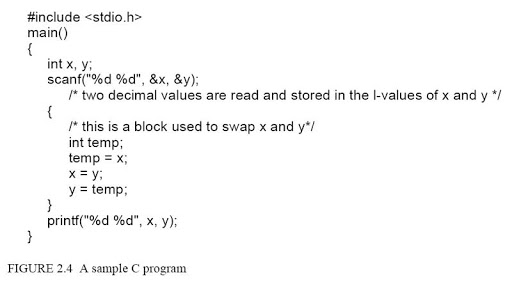 #include <stdio.h>
main()
{
int x, y;
scanf("%d %d", &x, &y);
/* two decimal values are read and stored in the l-values of x and y */
{
/* this is a block used to swap x and y*/
int temp;
temp = x;
x = y;
y = temp;
}
printf("%d %d", x, y);
}
FIGURE 2.4 A sample C program